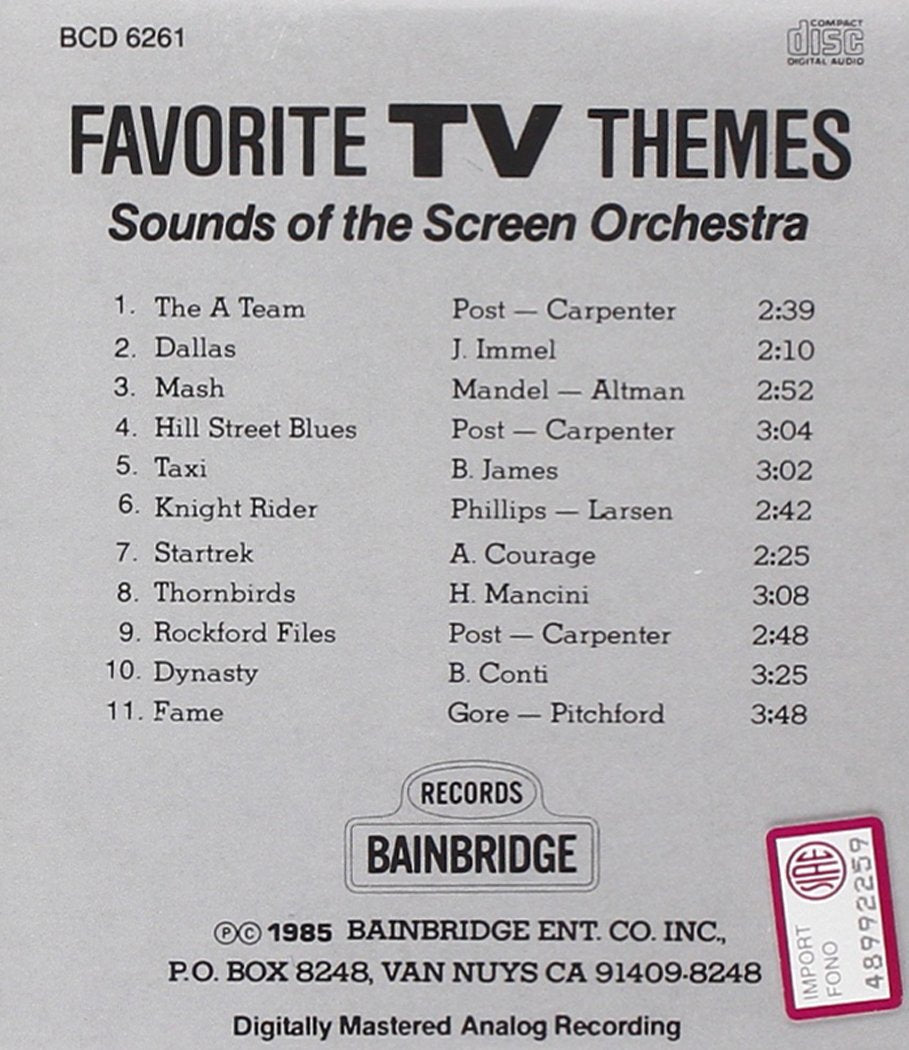 BCD 6261
COMPACT
disc
DIGITAL AUDIO
FAVORITE TV THEMES
Sounds of the Screen Orchestra
1. The A Team Post — Carpenter 2:39
2. Dallas J. Immel 2:10
3. Mash Mandel — Altman 2:52
4. Hill Street Blues Post — Carpenter 3:04
5. Taxi B. James 3:02
6. Knight Rider Phillips — Larsen 2:42
7. Startrek A. Courage 2:25
8. Thornbirds H. Mancini 3:08
9. Rockford Files Post — Carpenter 2:48
10. Dynasty B. Conti 3:25
11. Fame Gore — Pitchford 3:48
RECORDS
BAINBRIDGE
℗© 1985 BAINBRIDGE ENT. CO. INC.,
P.O. BOX 8248, VAN NUYS CA 91409-8248
Digitally Mastered Analog Recording
SIAE
IMPORT
FONO
48992259